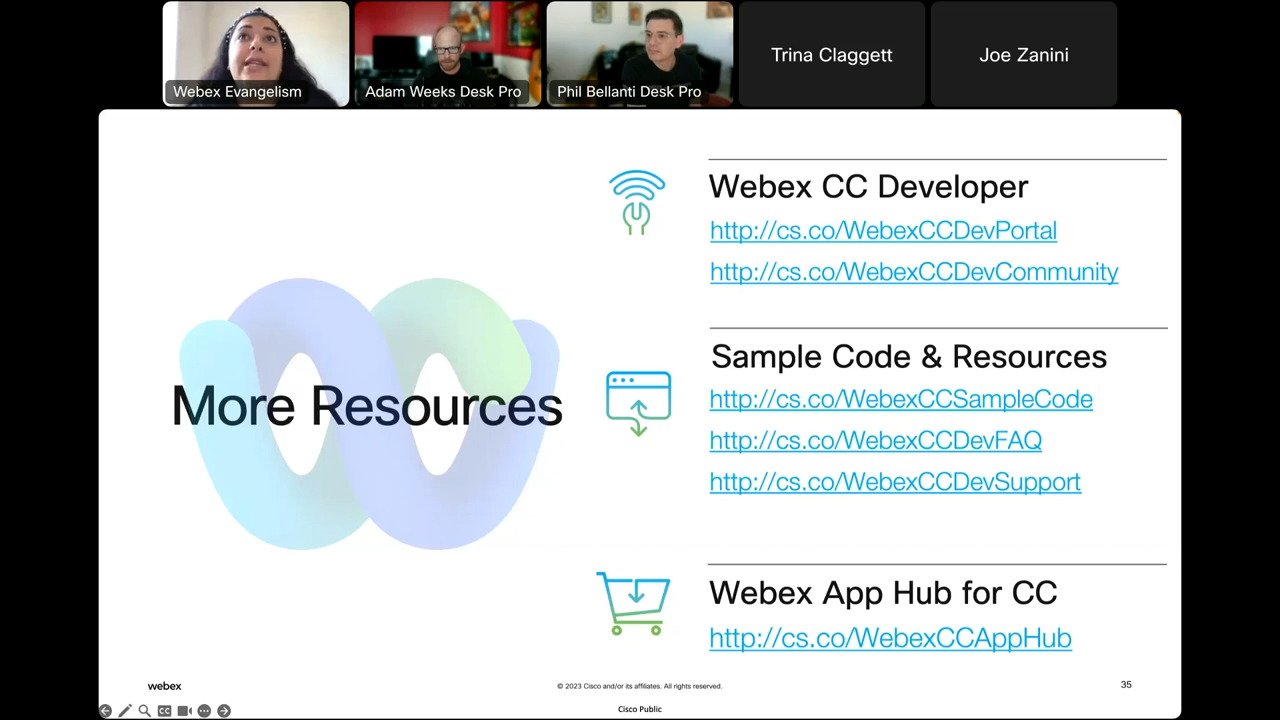 Webex Evangelism
Adam Weeks Desk Pro
Phil Bellanti Desk Pro
Trina Claggett
Joe Zanini
More Resources
Webex CC Developer
http://cs.co/WebexCCDevPortal
http://cs.co/WebexCCDevCommunity
Sample Code & Resources
http://cs.co/WebexCCSampleCode
http://cs.co/WebexCCDevFAQ
http://cs.co/WebexCCDevSupport
Webex App Hub for CC
http://cs.co/WebexCCAppHub
webex
© 2023 Cisco and/or its affiliates. All rights reserved.
35
CC
Cisco Public